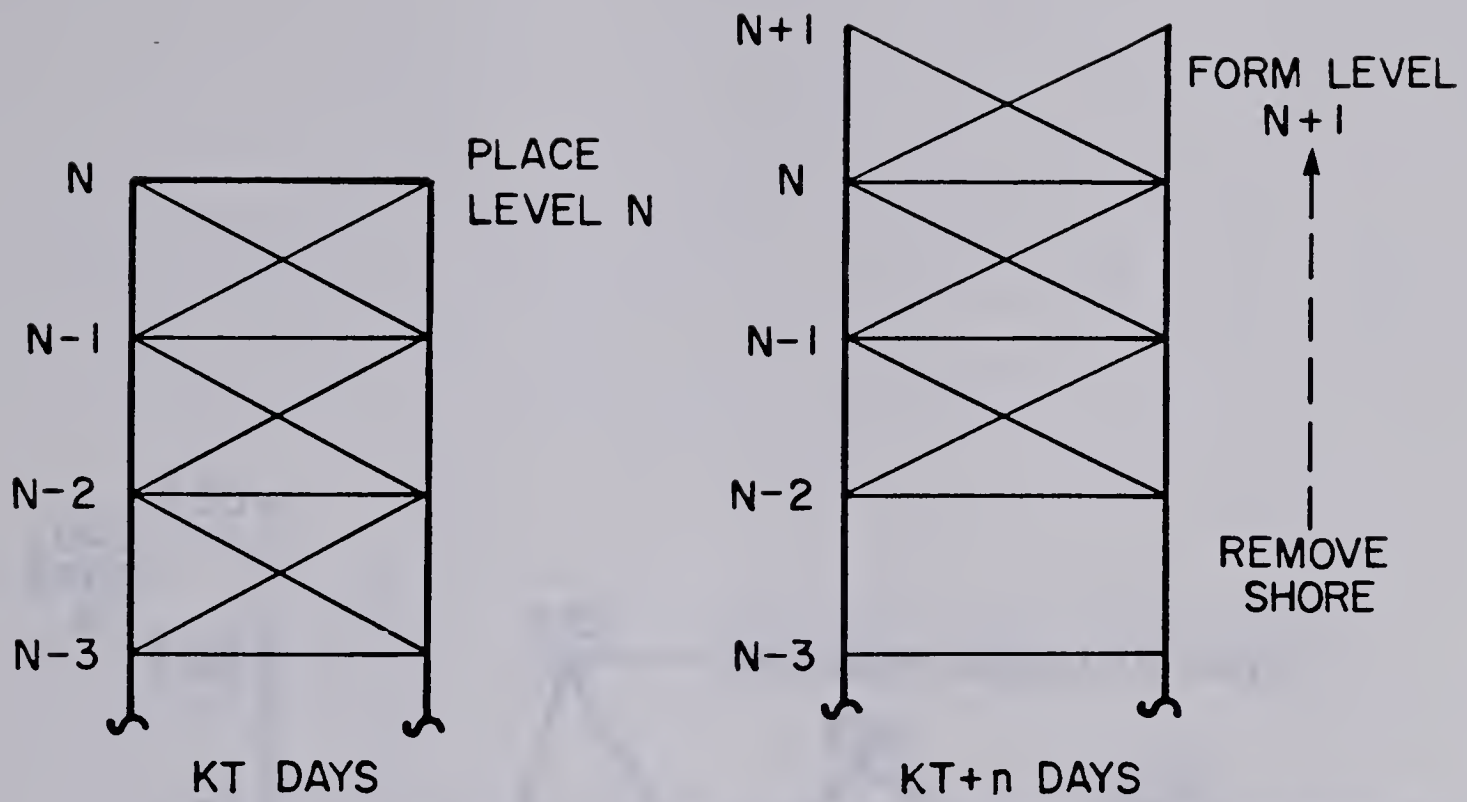 N
PLACE
LEVEL N
N-1
N-2
N-3
KT DAYS
N+1
FORM LEVEL
N+1
N
N-1
N-2
REMOVE
SHORE
N-3
KT+n DAYS